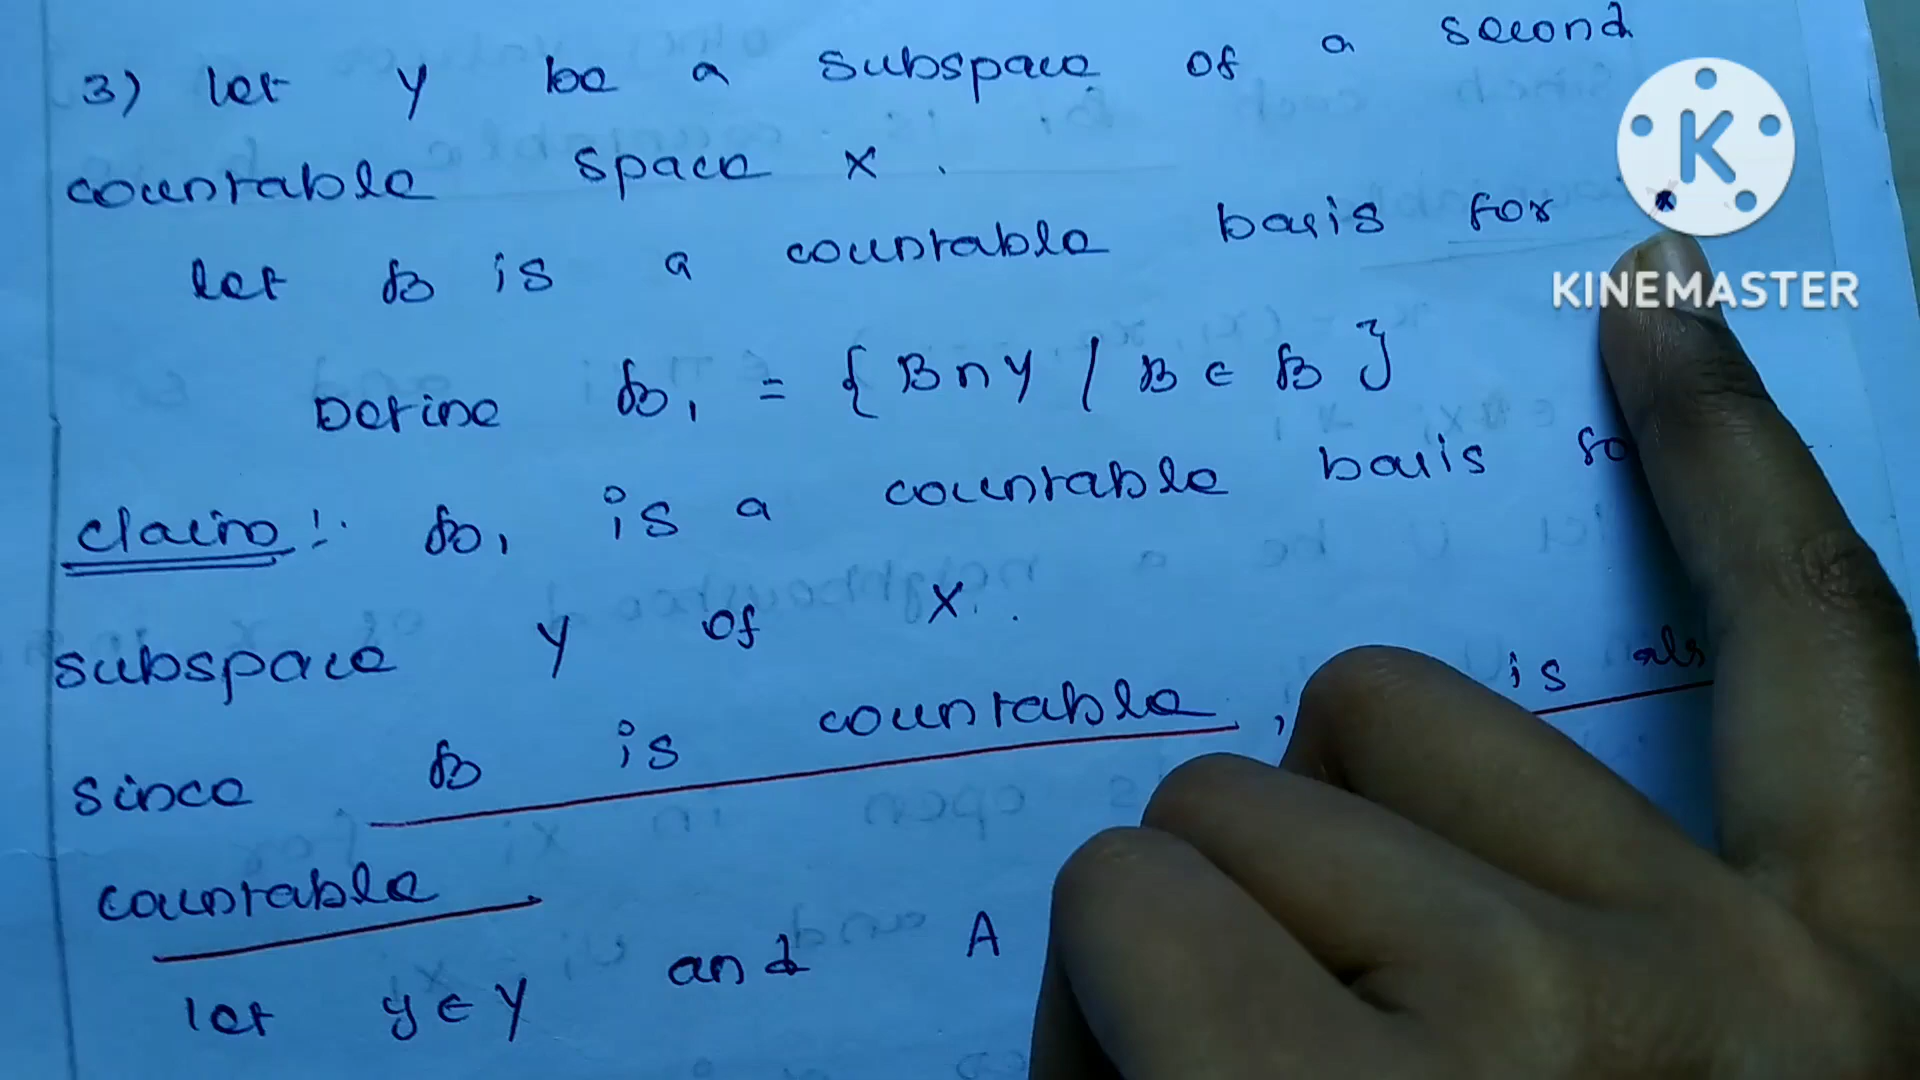 3) let Y be a subspace of a second
countable space X.
let B is a countable basis for X
Define B₁ = { B∩Y / B ∈ B }
claim:- B₁ is a countable basis
subspace Y of X.
since B is countable, is
countable
let y ∈ Y and A
K
KINEMASTER